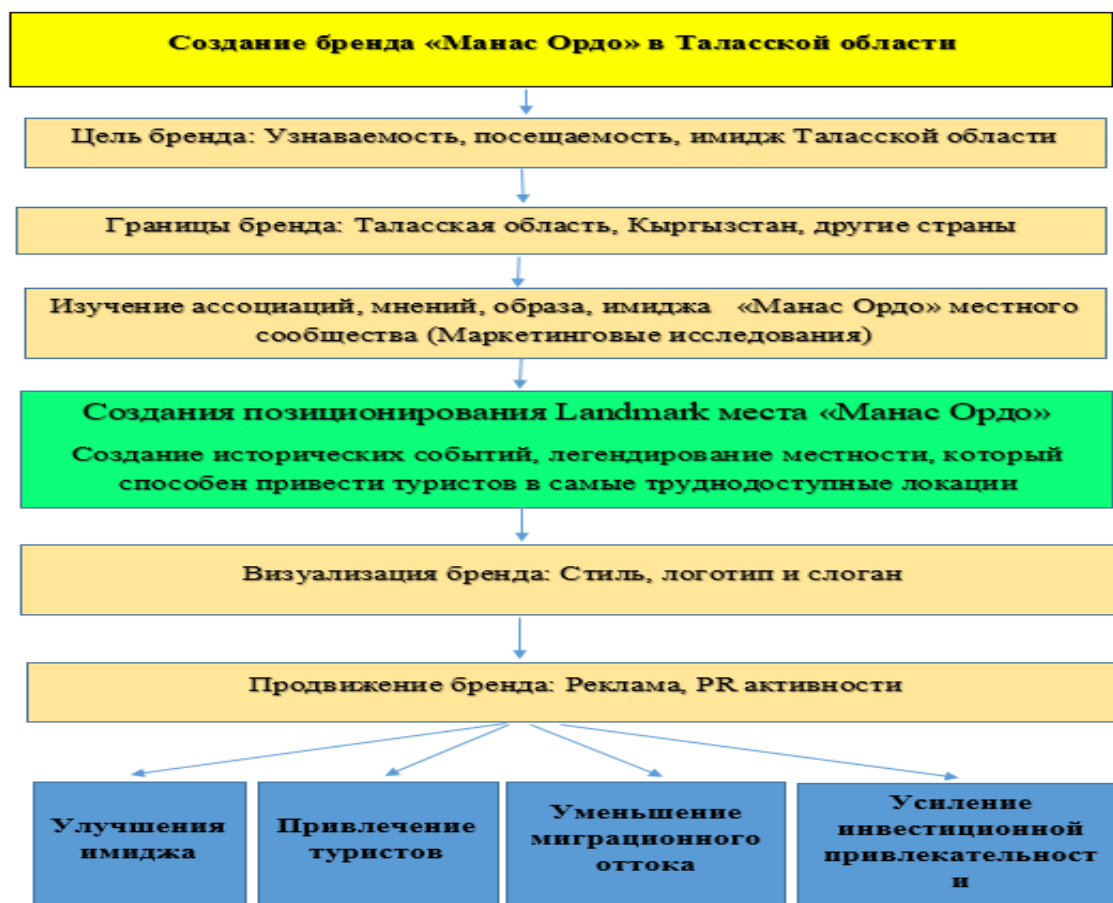 Создание бренда «Манас Ордо» в Таласской области
Цель бренда: Узнаваемость, посещаемость, имидж Таласской области
Границы бренда: Таласская область, Кыргызстан, другие страны
Изучение ассоциаций, мнений, образа, имиджа «Манас Ордо» местного
сообщества (Маркетинговые исследования)
Создания позиционирования Landmark места «Манас Ордо»
Создание исторических событий, легендирование местности, который
способен привести туристов в самые труднодоступные локации
Визуализация бренда: Стиль, логотип и слоган
Продвижение бренда: Реклама, PR активности
Улучшения
имиджа
Привлечение
туристов
Уменьшение
миграционного
оттока
Усиление
инвестиционной
привлекательност
и